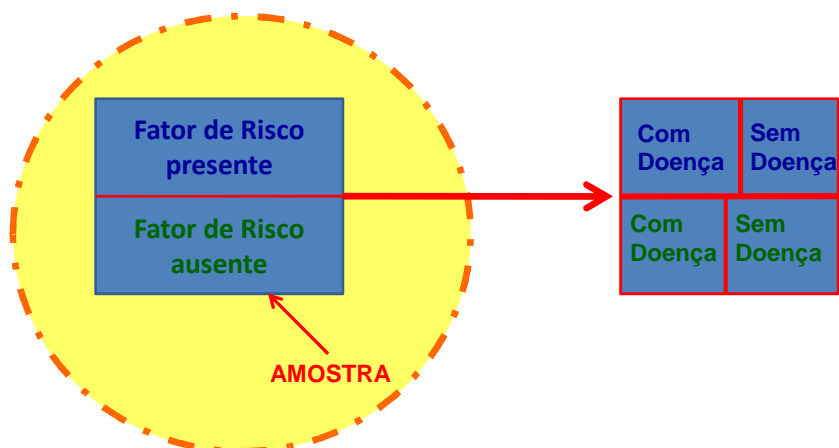 Fator de Risco
presente
Fator de Risco
ausente
AMOSTRA
Com
Doença
Sem
Doença
Com
Doença
Sem
Doença